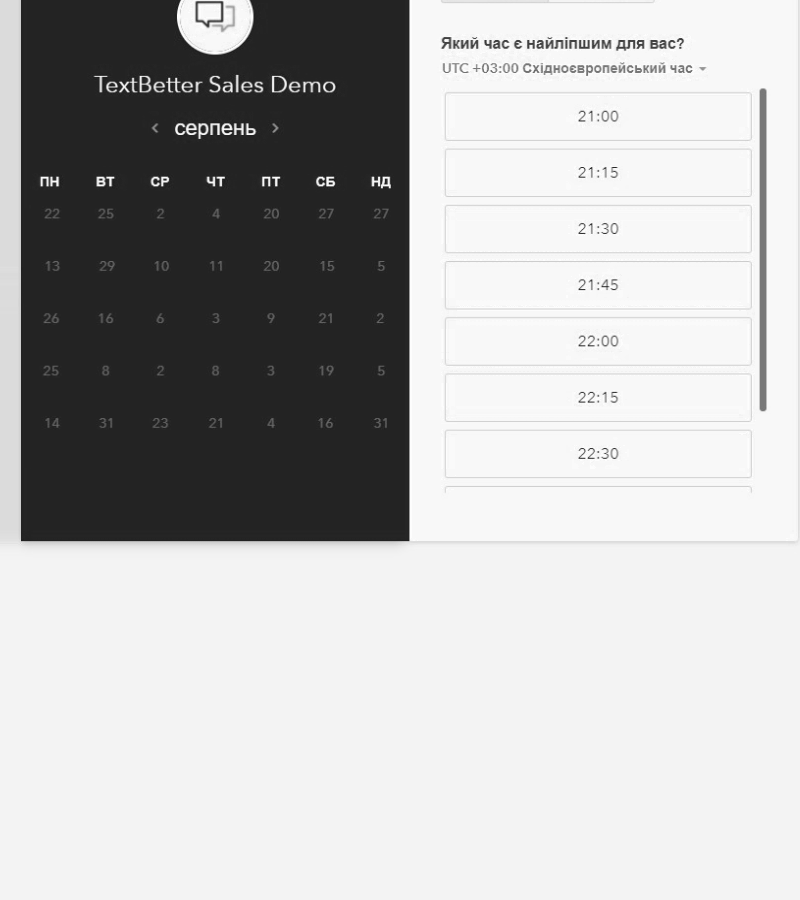 TextBetter Sales Demo
серпень
ПН ВТ СР ЧТ ПТ СБ НД
22 25 2 4 20 27 27
13 29 10 11 20 15 5
26 16 6 3 9 21 2
25 8 2 8 3 19 5
14 31 23 21 4 16 31
Який час є найліпшим для вас?
UTC +03:00 Східноєвропейський час
21:00
21:15
21:30
21:45
22:00
22:15
22:30